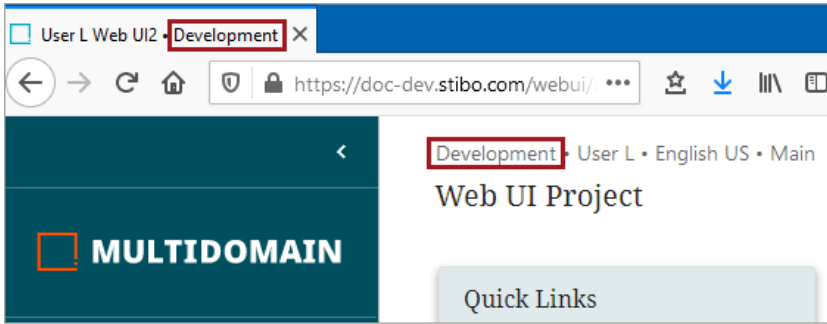 User L Web UI2 • Development
https://doc-dev.stibo.com/webui/
Development • User L • English US • Main
Web UI Project
MULTIDOMAIN
Quick Links